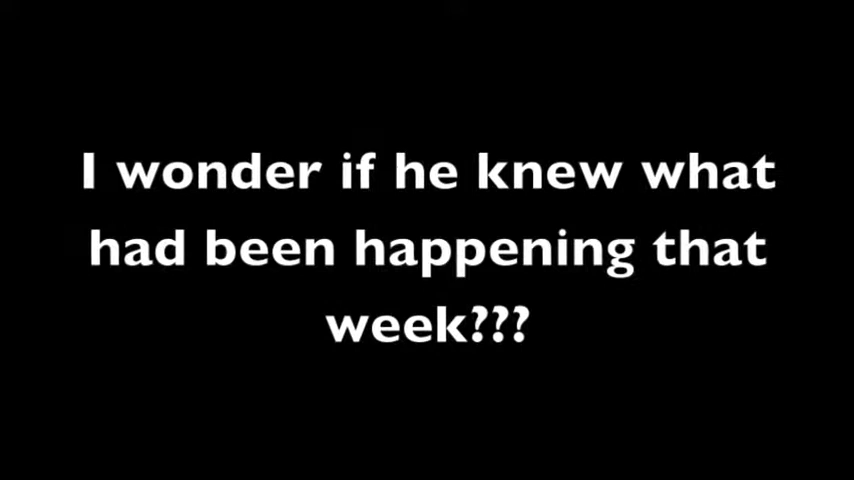 I wonder if he knew what
had been happening that
week???